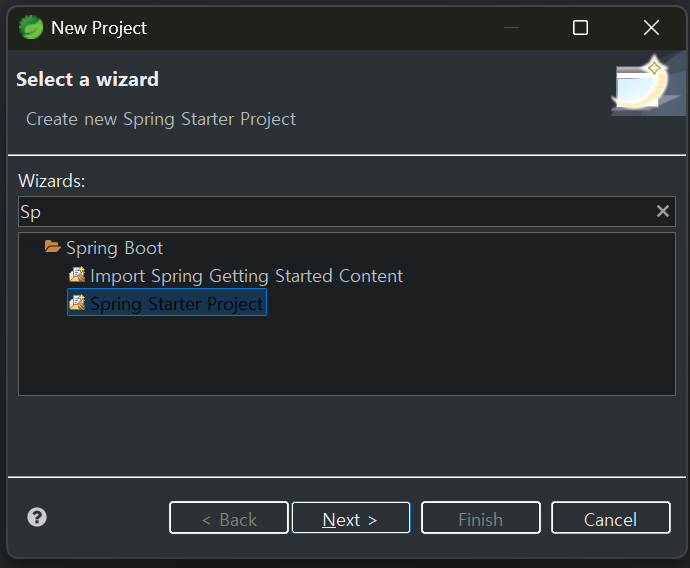 New Project
Select a wizard
Create new Spring Starter Project
Wizards:
Sp
Spring Boot
Import Spring Getting Started Content
Spring Starter Project
< Back Next > Finish Cancel